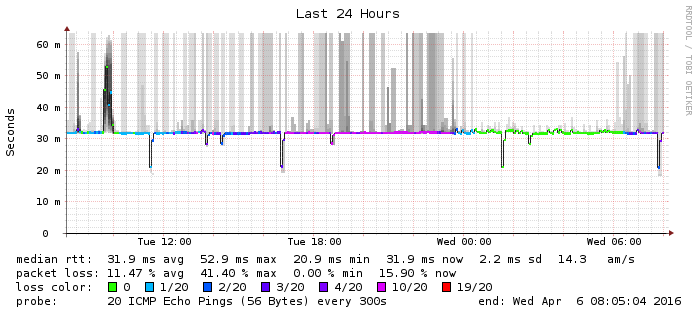 Last 24 Hours
RRDTOOL / TOBI OETIKER
Seconds
60 m
50 m
40 m
30 m
20 m
10 m
0
Tue 12:00 Tue 18:00 Wed 00:00 Wed 06:00
median rtt: 31.9 ms avg 52.9 ms max 20.9 ms min 31.9 ms now 2.2 ms sd 14.3 am/s
packet loss: 11.47 % avg 41.40 % max 0.00 % min 15.90 % now
loss color: 0 1/20 2/20 3/20 4/20 10/20 19/20
probe: 20 ICMP Echo Pings (56 Bytes) every 300s end: Wed Apr 6 08:05:04 2016